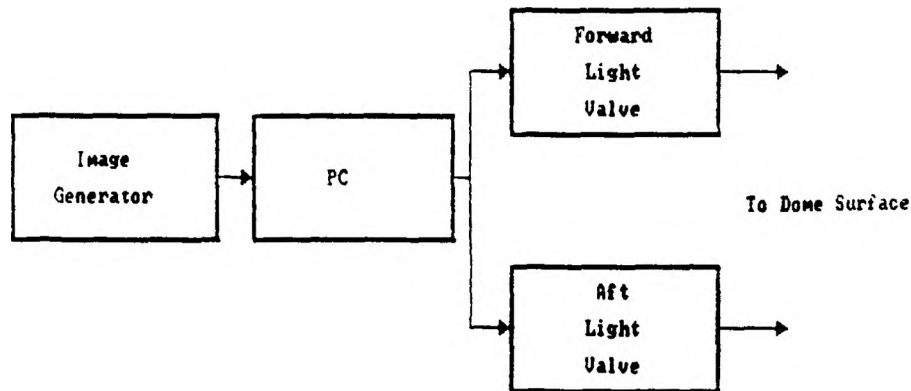 Forward
Light
Valve
Image
Generator
PC
To Dome Surface
Aft
Light
Valve